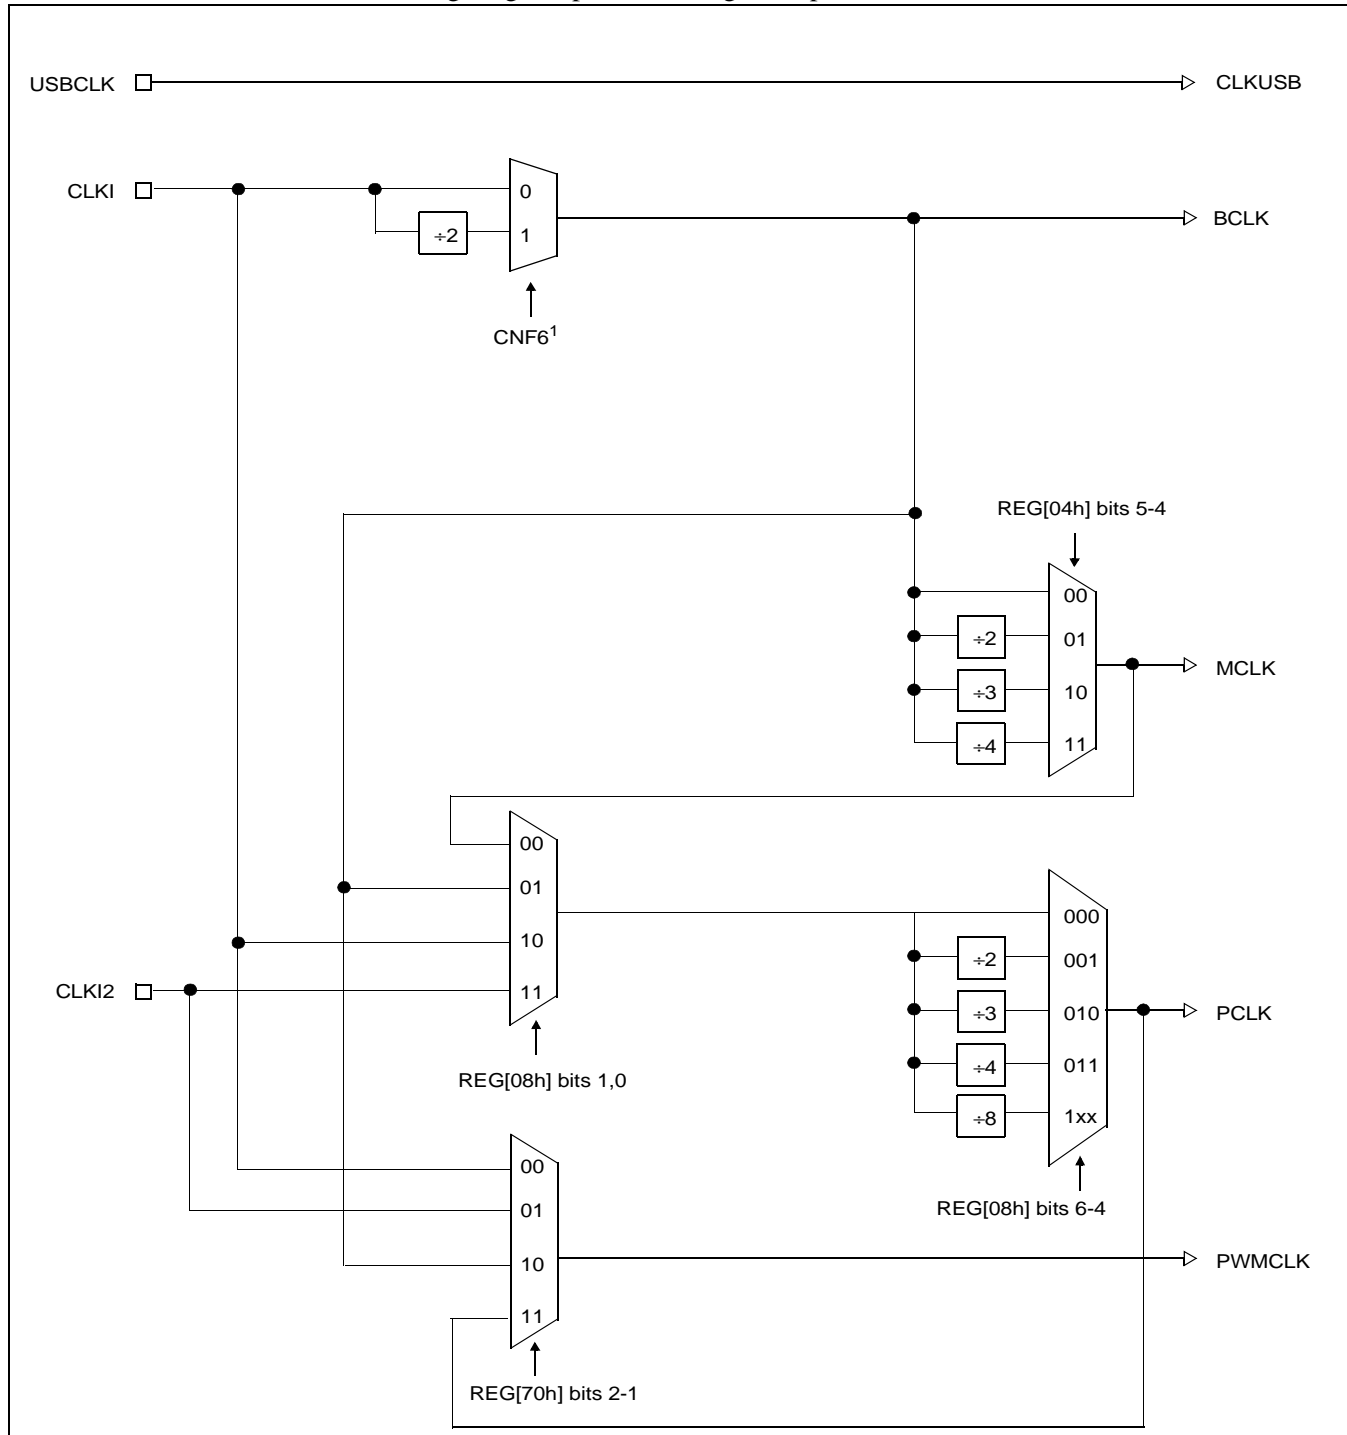 USBCLK
CLKUSB
CLKI
0
÷2
1
BCLK
CNF6¹
REG[04h] bits 5-4
00
÷2
01
MCLK
÷3
10
÷4
11
00
01
10
CLKI2
11
REG[08h] bits 1,0
000
÷2
001
÷3
010
PCLK
÷4
011
÷8
1xx
REG[08h] bits 6-4
00
01
10
PWMCLK
11
REG[70h] bits 2-1